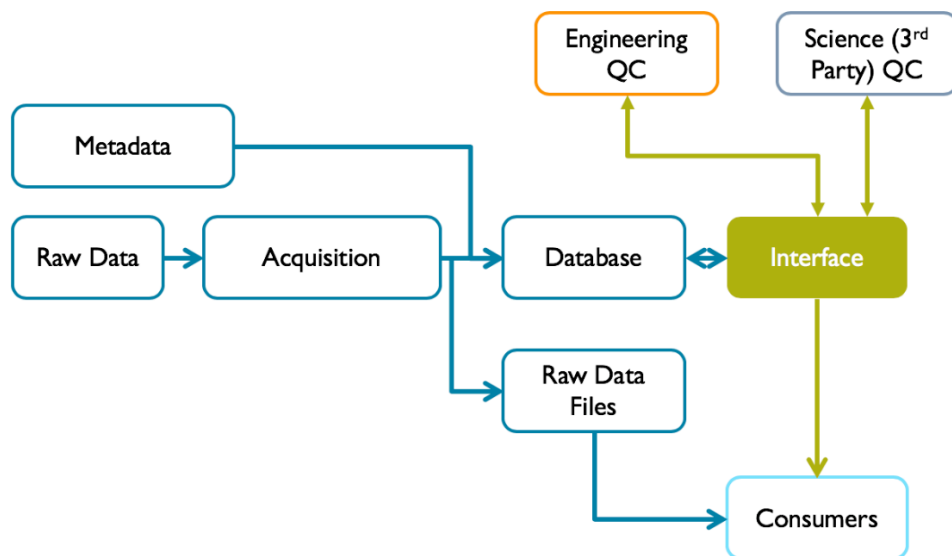 Engineering
QC
Science (3rd
Party) QC
Metadata
Raw Data
Acquisition
Database
Interface
Raw Data
Files
Consumers